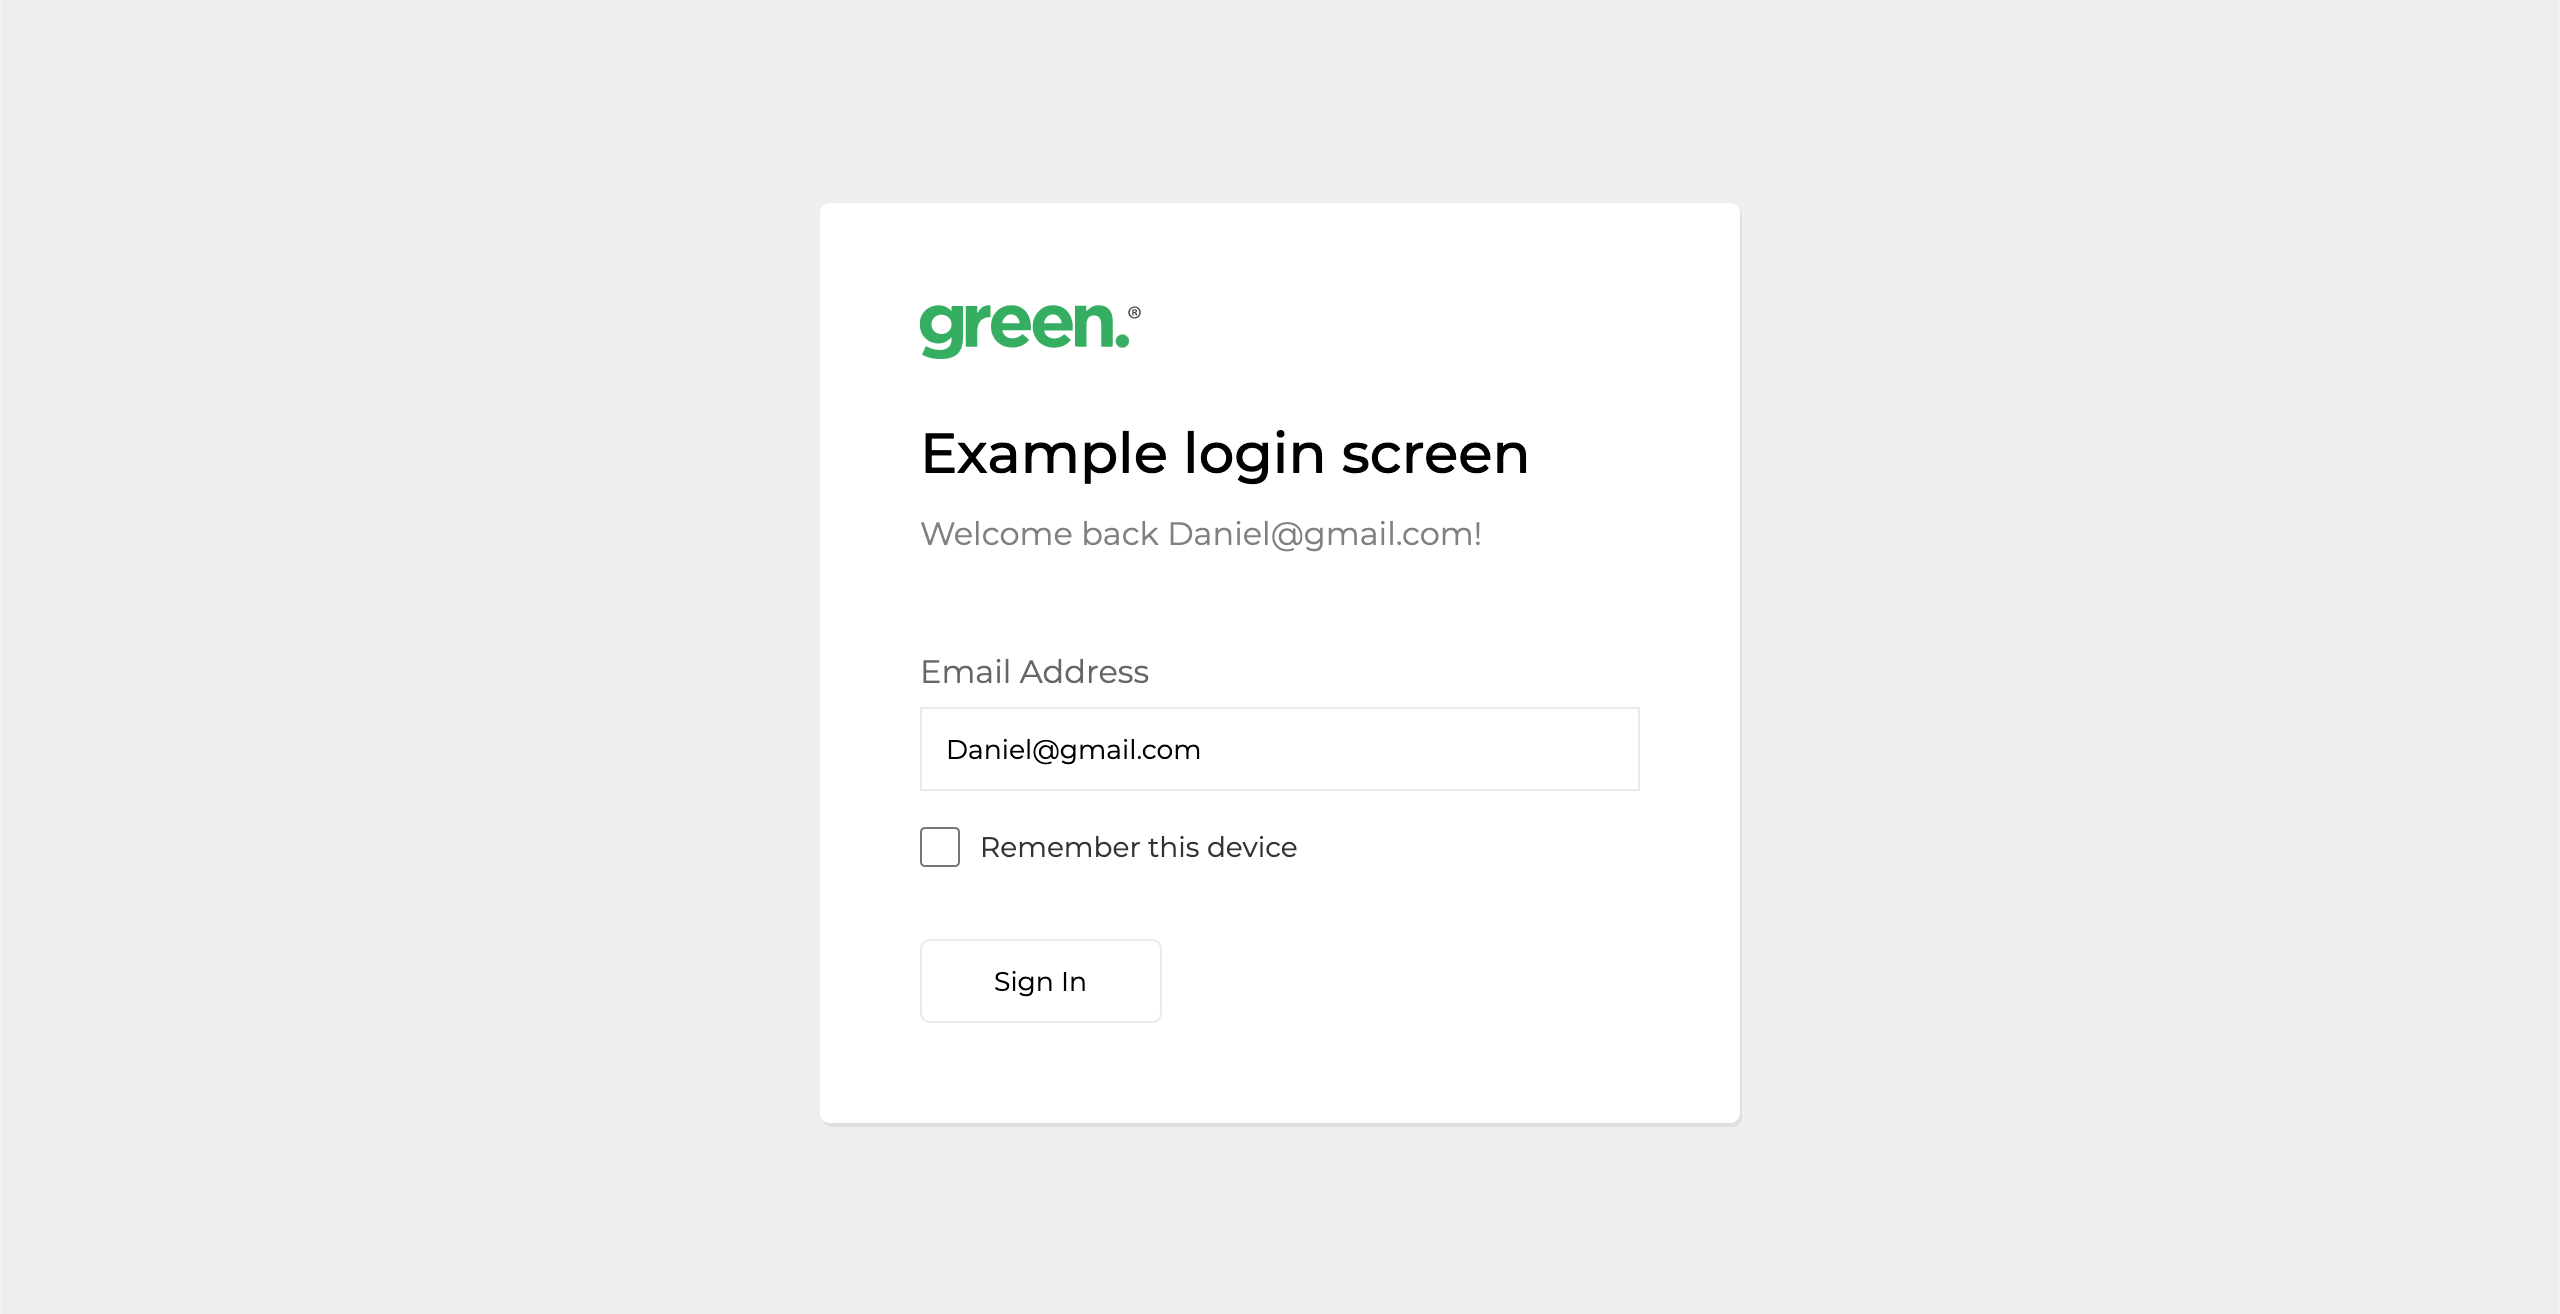 green.®
Example login screen
Welcome back Daniel@gmail.com!
Email Address
Daniel@gmail.com
Remember this device
Sign In